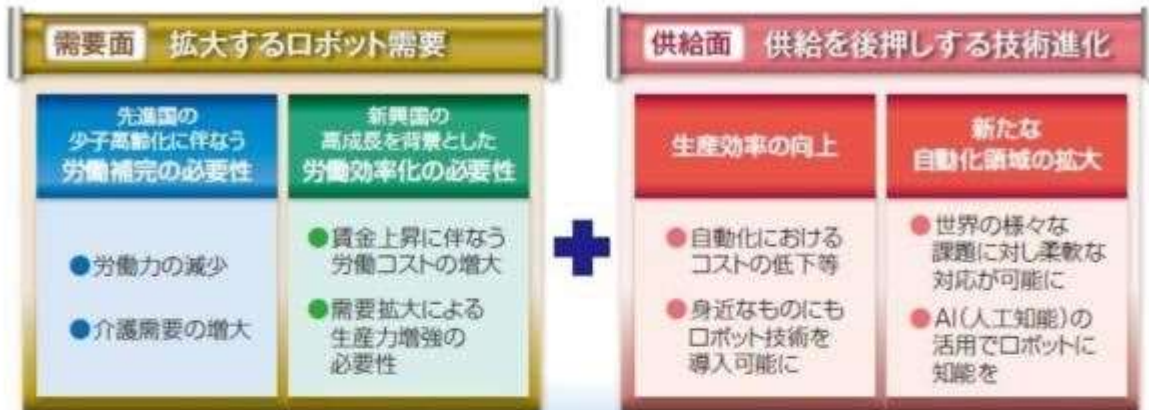 需要面 拡大するロボット需要
先進国の
少子高齢化に伴なう
労働補完の必要性
●労働力の減少
●介護需要の増大
新興国の
高成長を背景とした
労働効率化の必要性
●賃金上昇に伴なう
労働コストの増大
●需要拡大による
生産力増強の
必要性
供給面 供給を後押しする技術進化
生産効率の向上
●自動化における
コストの低下等
●身近なものにも
ロボット技術を
導入可能に
新たな
自動化領域の拡大
●世界の様々な
課題に対し柔軟な
対応が可能に
●AI(人工知能)の
活用でロボットに
知能を